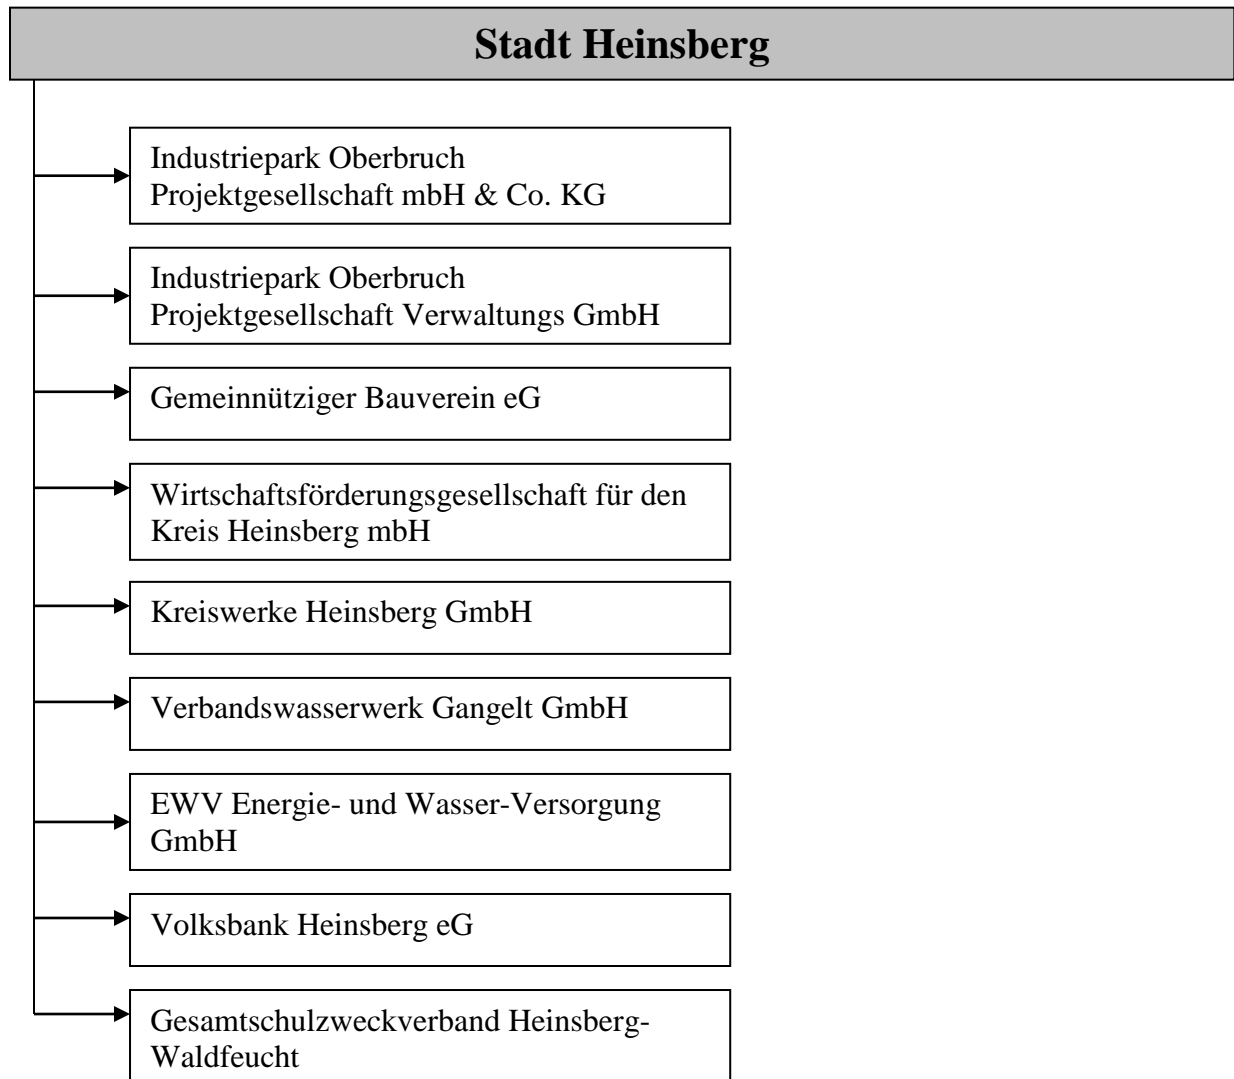 Stadt Heinsberg
Industriepark Oberbruch
Projektgesellschaft mbH & Co. KG
Industriepark Oberbruch
Projektgesellschaft Verwaltungs GmbH
Gemeinnütziger Bauverein eG
Wirtschaftsförderungsgesellschaft für den
Kreis Heinsberg mbH
Kreiswerke Heinsberg GmbH
Verbandswasserwerk Gangelt GmbH
EWV Energie- und Wasser-Versorgung
GmbH
Volksbank Heinsberg eG
Gesamtschulzweckverband Heinsberg-
Waldfeucht